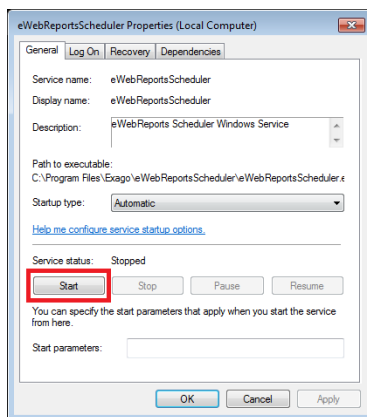 eWebReportsScheduler Properties (Local Computer)
General Log On Recovery Dependencies
Service name: eWebReportsScheduler
Display name: eWebReportsScheduler
Description: eWebReports Scheduler Windows Service
Path to executable:
C:\Program Files\Exago\eWebReportsScheduler\eWebReportsScheduler.e
Startup type: Automatic
Help me configure service startup options.
Service status: Stopped
Start Stop Pause Resume
You can specify the start parameters that apply when you start the service
from here.
Start parameters:
OK Cancel Apply